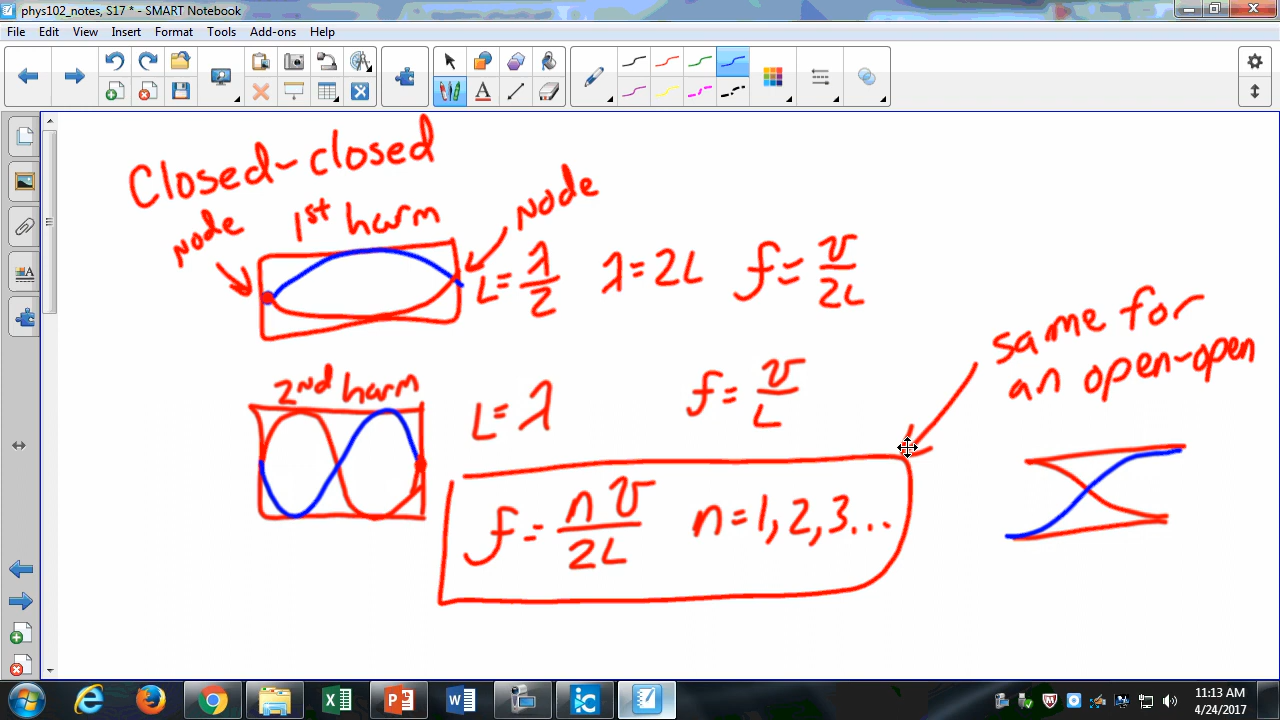 phys102_notes, S17 * - SMART Notebook
File Edit View Insert Format Tools Add-ons Help
Closed-closed
Node 1st harm Node
L = λ/2 λ = 2L f = v/2L
same for
an open-open
2nd harm
L = λ f = v/L
f = nv/2L n = 1, 2, 3...
11:13 AM
4/24/2017